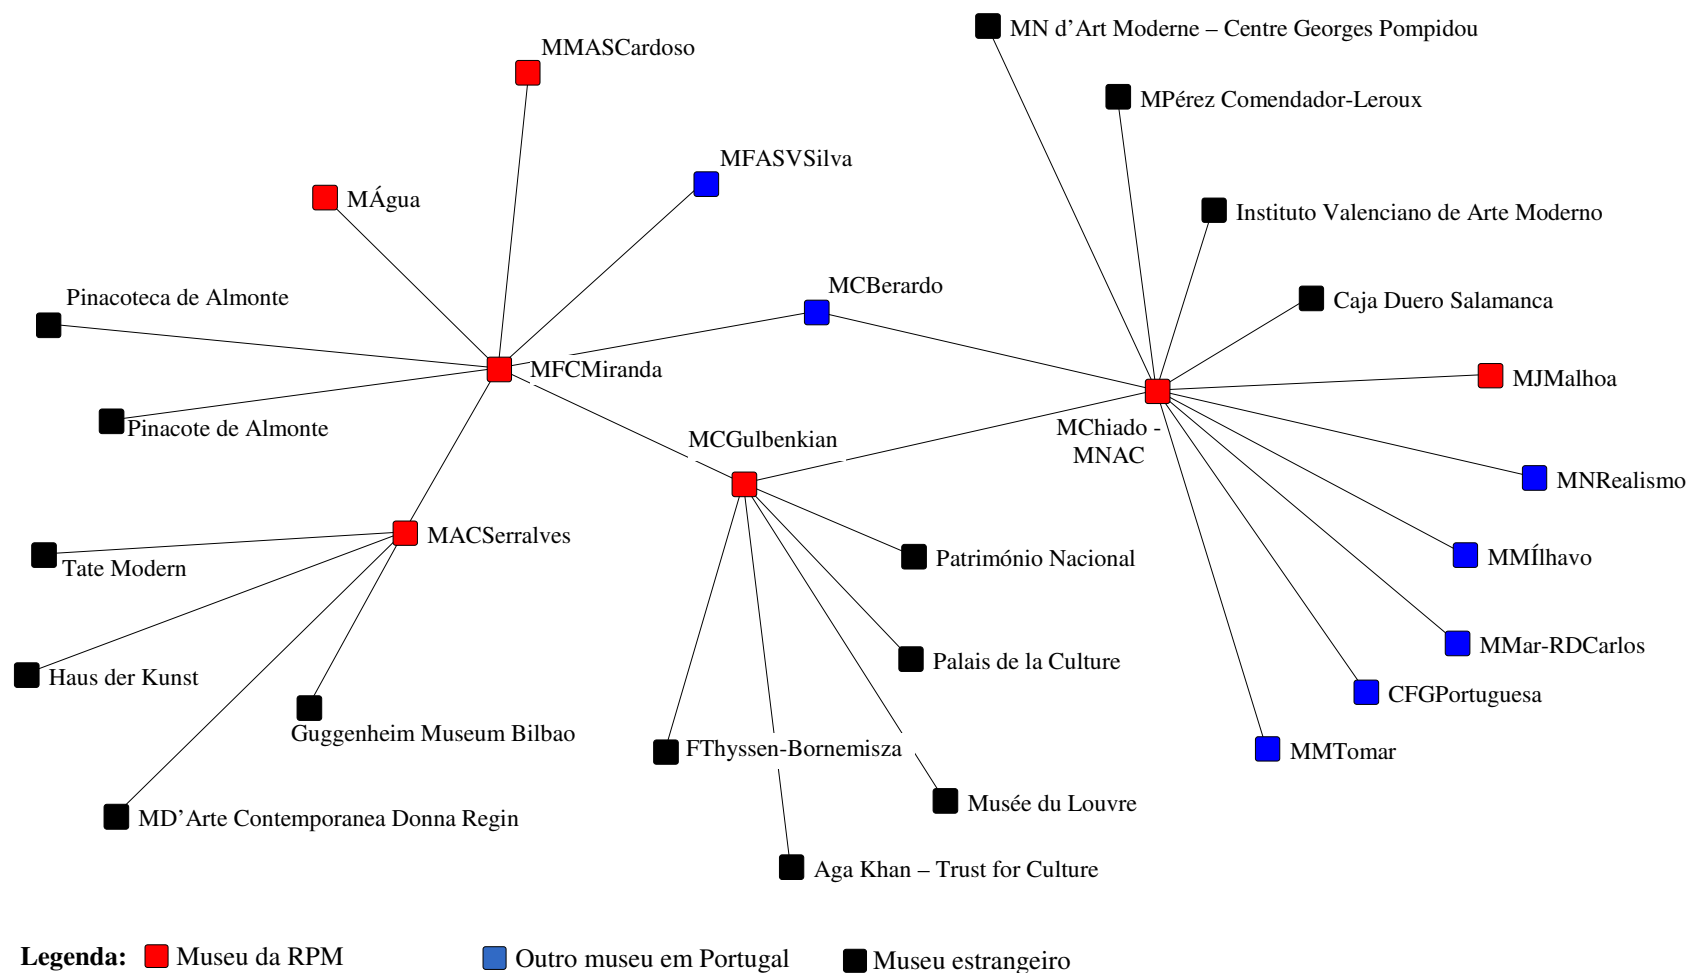 MN d'Art Moderne – Centre Georges Pompidou
MMASCardoso
MPérez Comendador-Leroux
MFASVSilva
MÁgua
Instituto Valenciano de Arte Moderno
Pinacoteca de Almonte
MCBerardo
Caja Duero Salamanca
MFCMiranda
MJMalhoa
Pinacote de Almonte
MCGulbenkian
MChiado -
MNAC
MNRealismo
MACSerralves
Património Nacional
MMÍlhavo
Tate Modern
MMar-RDCarlos
Palais de la Culture
Haus der Kunst
CFGPortuguesa
Guggenheim Museum Bilbao
FThyssen-Bornemisza
MMTomar
Musée du Louvre
MD'Arte Contemporanea Donna Regin
Aga Khan – Trust for Culture
Legenda: Museu da RPM Outro museu em Portugal Museu estrangeiro